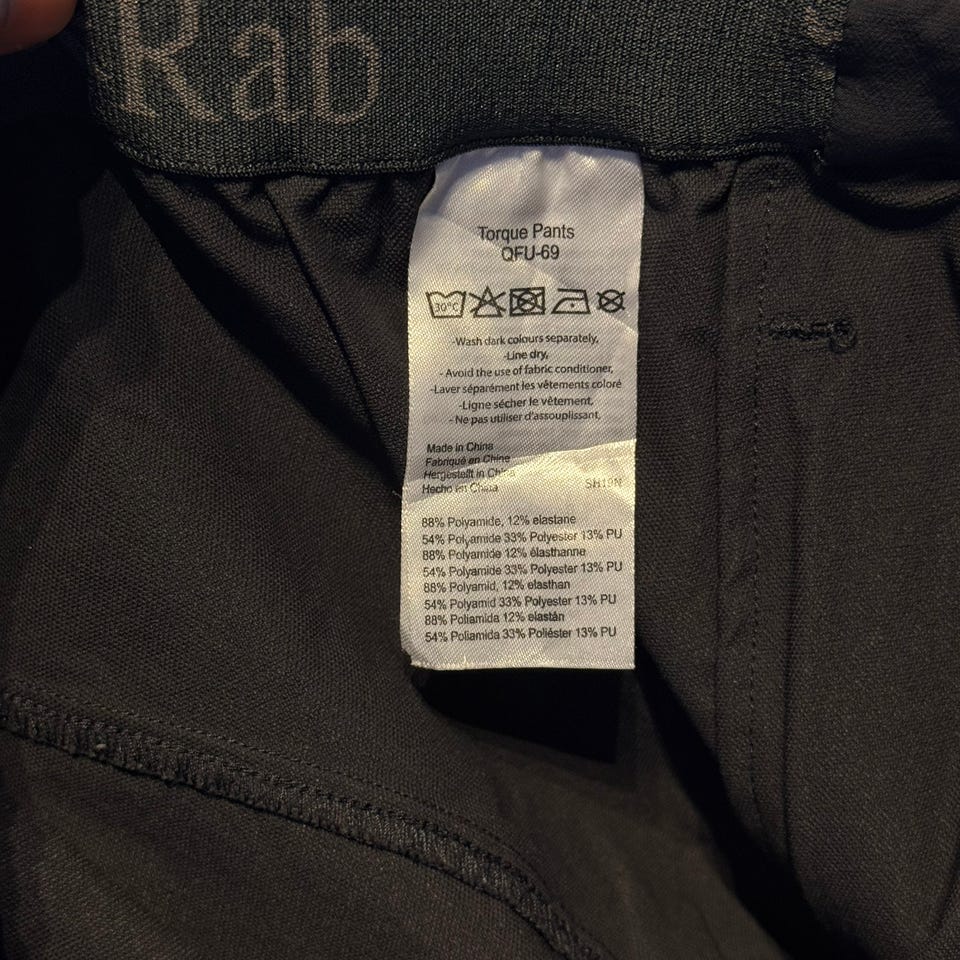 Rab
Torque Pants
QFU-69
30°C
-Wash dark colours separately,
-Line dry,
- Avoid the use of fabric conditioner,
-Laver séparément les vêtements coloré
-Ligne sécher le vêtement,
- Ne pas utiliser d'assouplissant,
Made in China
Fabriqué en Chine
Hergestellt in China
Hecho en China SH19N
88% Polyamide, 12% elastane
54% Polyamide 33% Polyester 13% PU
88% Polyamide 12% élasthanne
54% Polyamide 33% Polyester 13% PU
88% Polyamid, 12% elasthan
54% Polyamid 33% Polyester 13% PU
88% Poliamida 12% elastán
54% Poliamida 33% Poliéster 13% PU